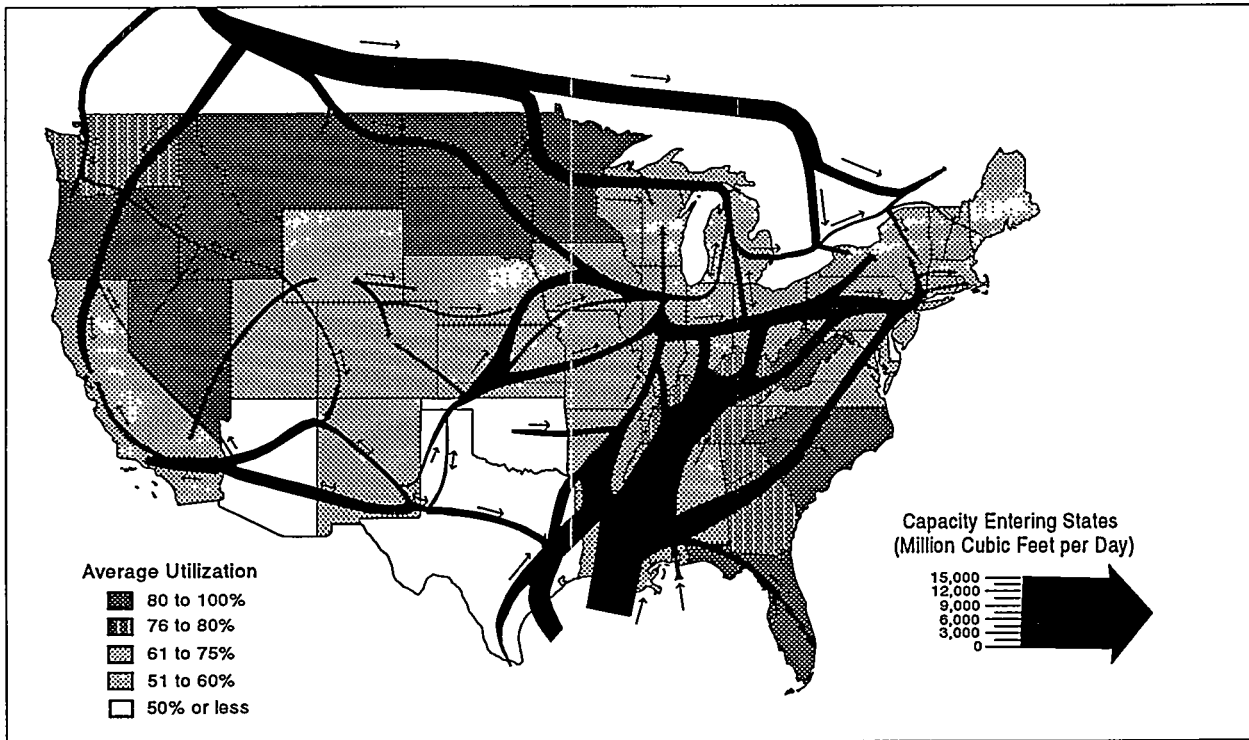 Capacity Entering States
(Million Cubic Feet per Day)
15,000
12,000
9,000
6,000
3,000
0
Average Utilization
80 to 100%
76 to 80%
61 to 75%
51 to 60%
50% or less